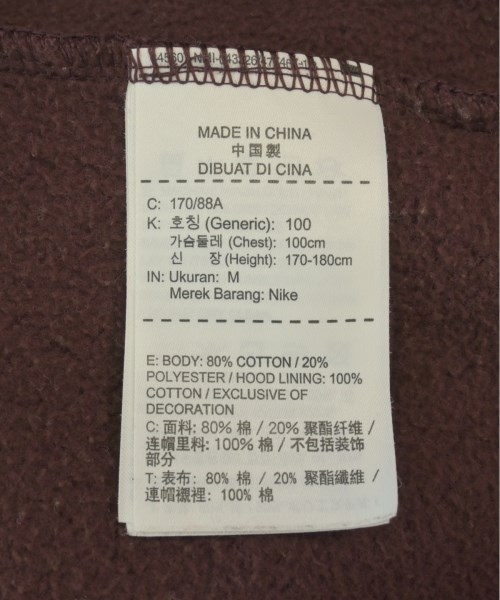 MADE IN CHINA
中国製
DIBUAT DI CINA
C: 170/88A
K: 호칭 (Generic): 100
가슴둘레 (Chest): 100cm
신 장 (Height): 170-180cm
IN: Ukuran: M
Merek Barang: Nike
E: BODY: 80% COTTON / 20%
POLYESTER / HOOD LINING: 100%
COTTON / EXCLUSIVE OF
DECORATION
C: 面料: 80% 棉 / 20% 聚酯纤维 /
连帽里料: 100% 棉 / 不包括装饰
部分
T: 表布: 80% 棉 / 20% 聚酯纖維 /
連帽襯裡: 100% 棉